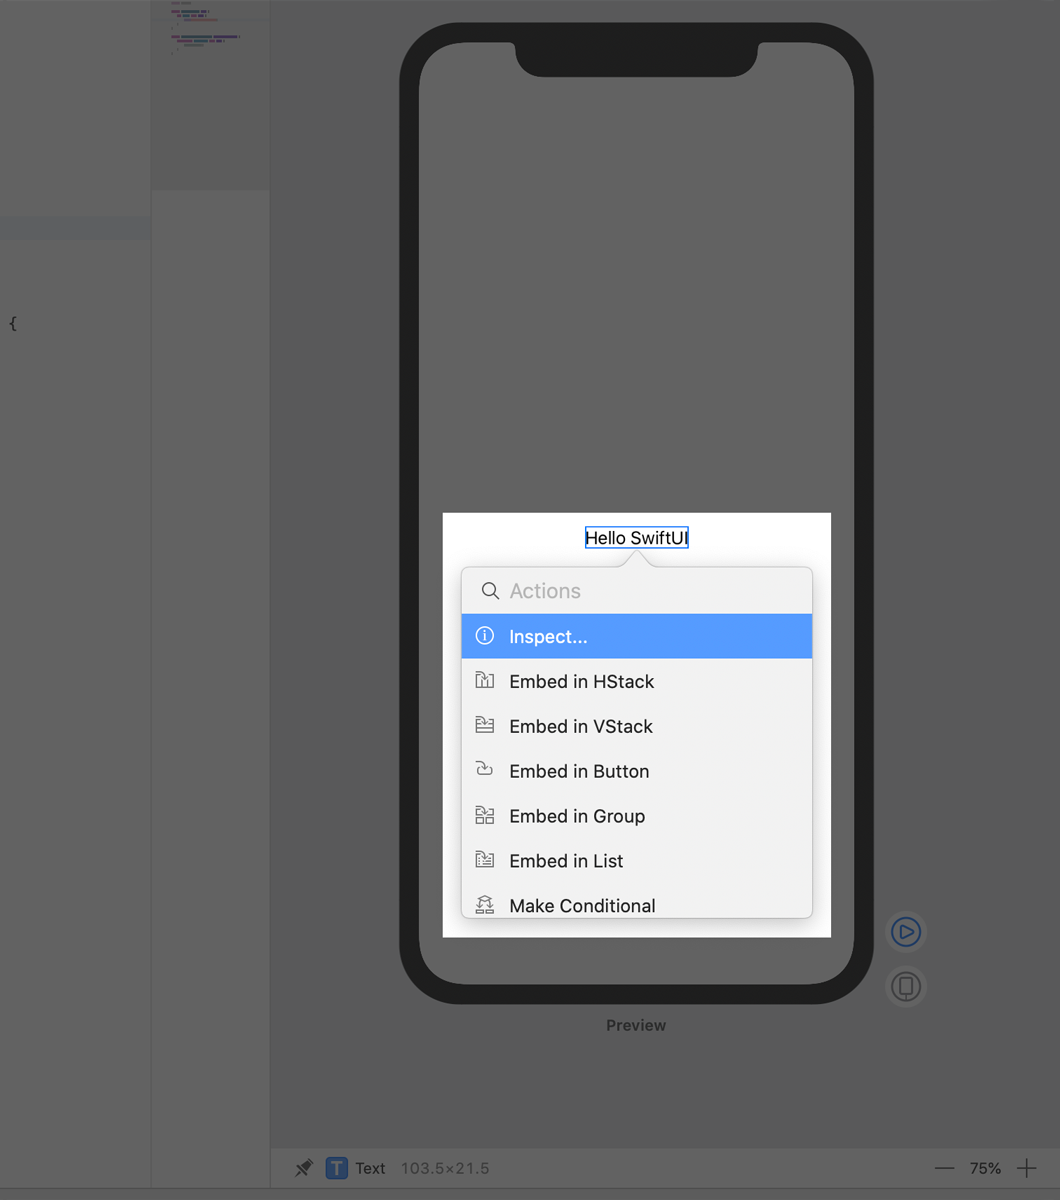 {
Hello SwiftUI
Actions
Inspect...
Embed in HStack
Embed in VStack
Embed in Button
Embed in Group
Embed in List
Make Conditional
Preview
T Text 103.5×21.5
75%